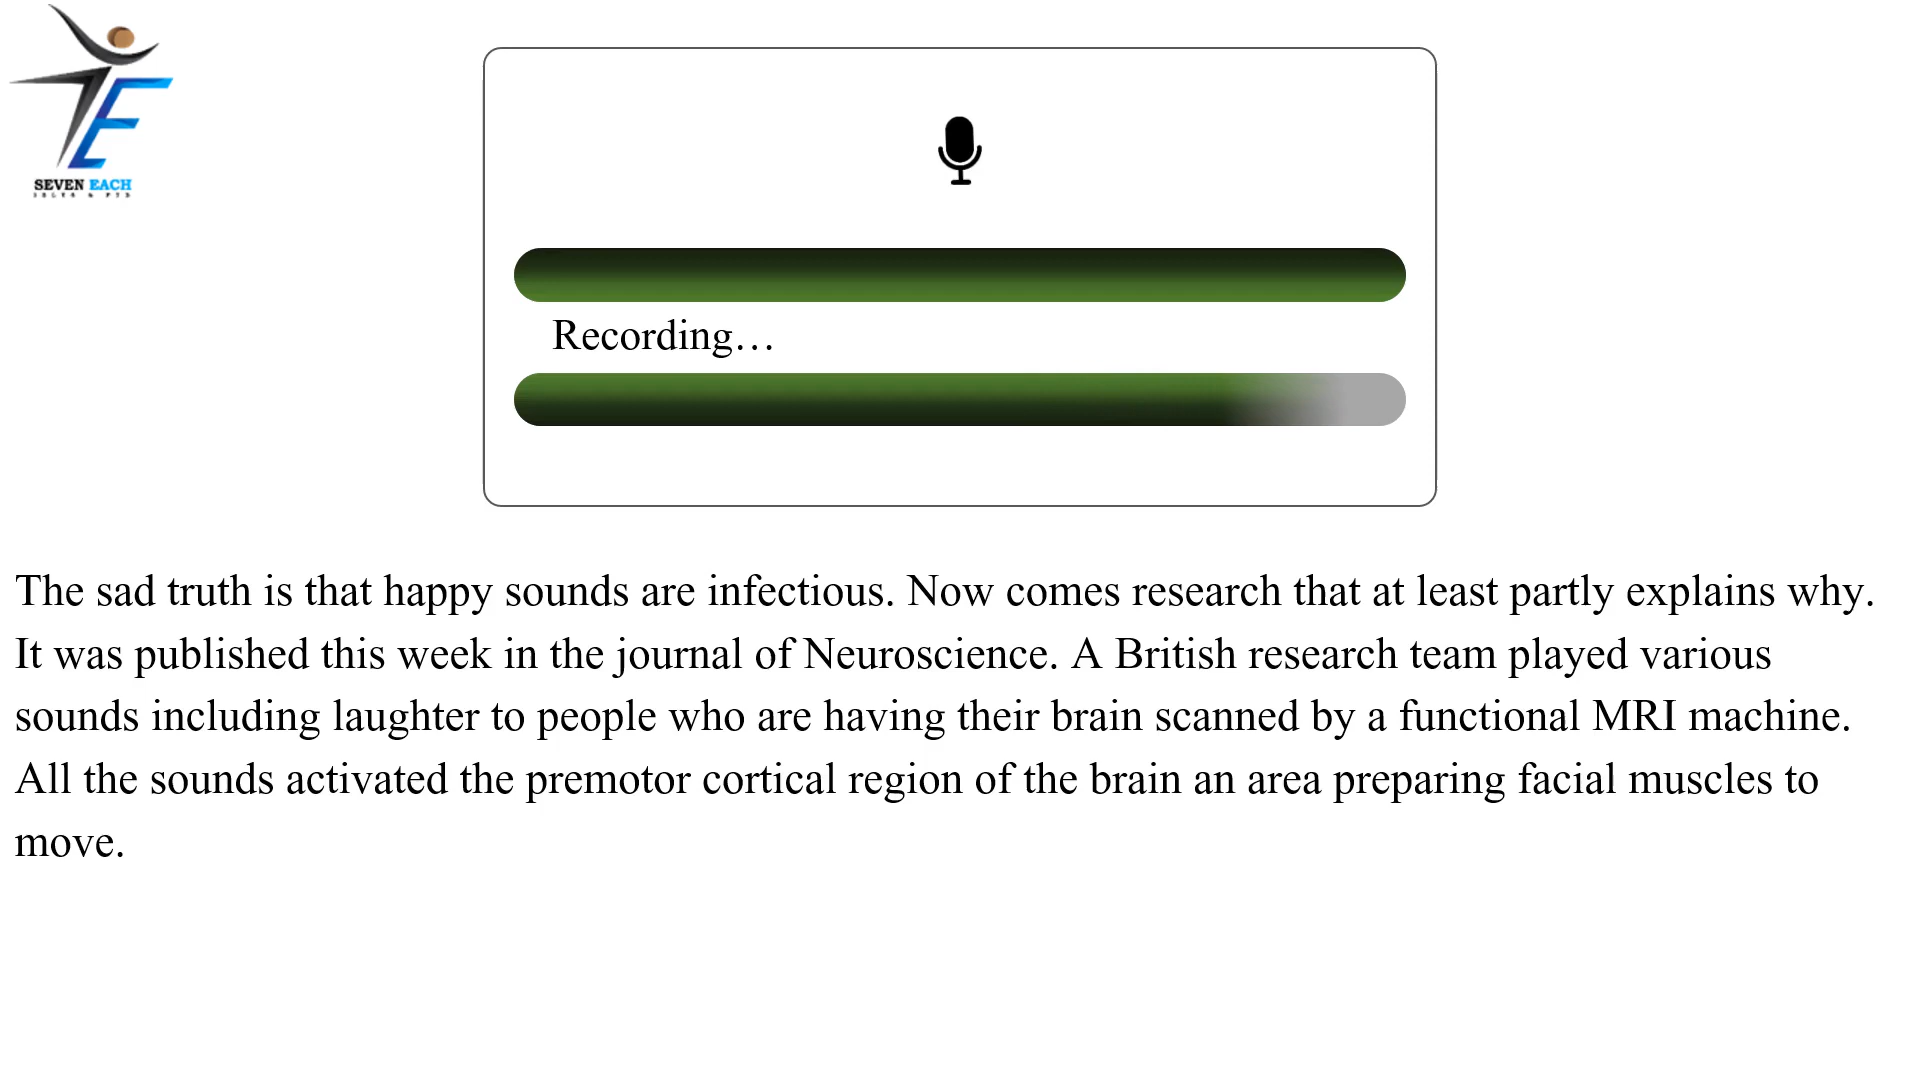 SEVEN EACH
IELTS & PTE
Recording…
The sad truth is that happy sounds are infectious. Now comes research that at least partly explains why.
It was published this week in the journal of Neuroscience. A British research team played various
sounds including laughter to people who are having their brain scanned by a functional MRI machine.
All the sounds activated the premotor cortical region of the brain an area preparing facial muscles to
move.